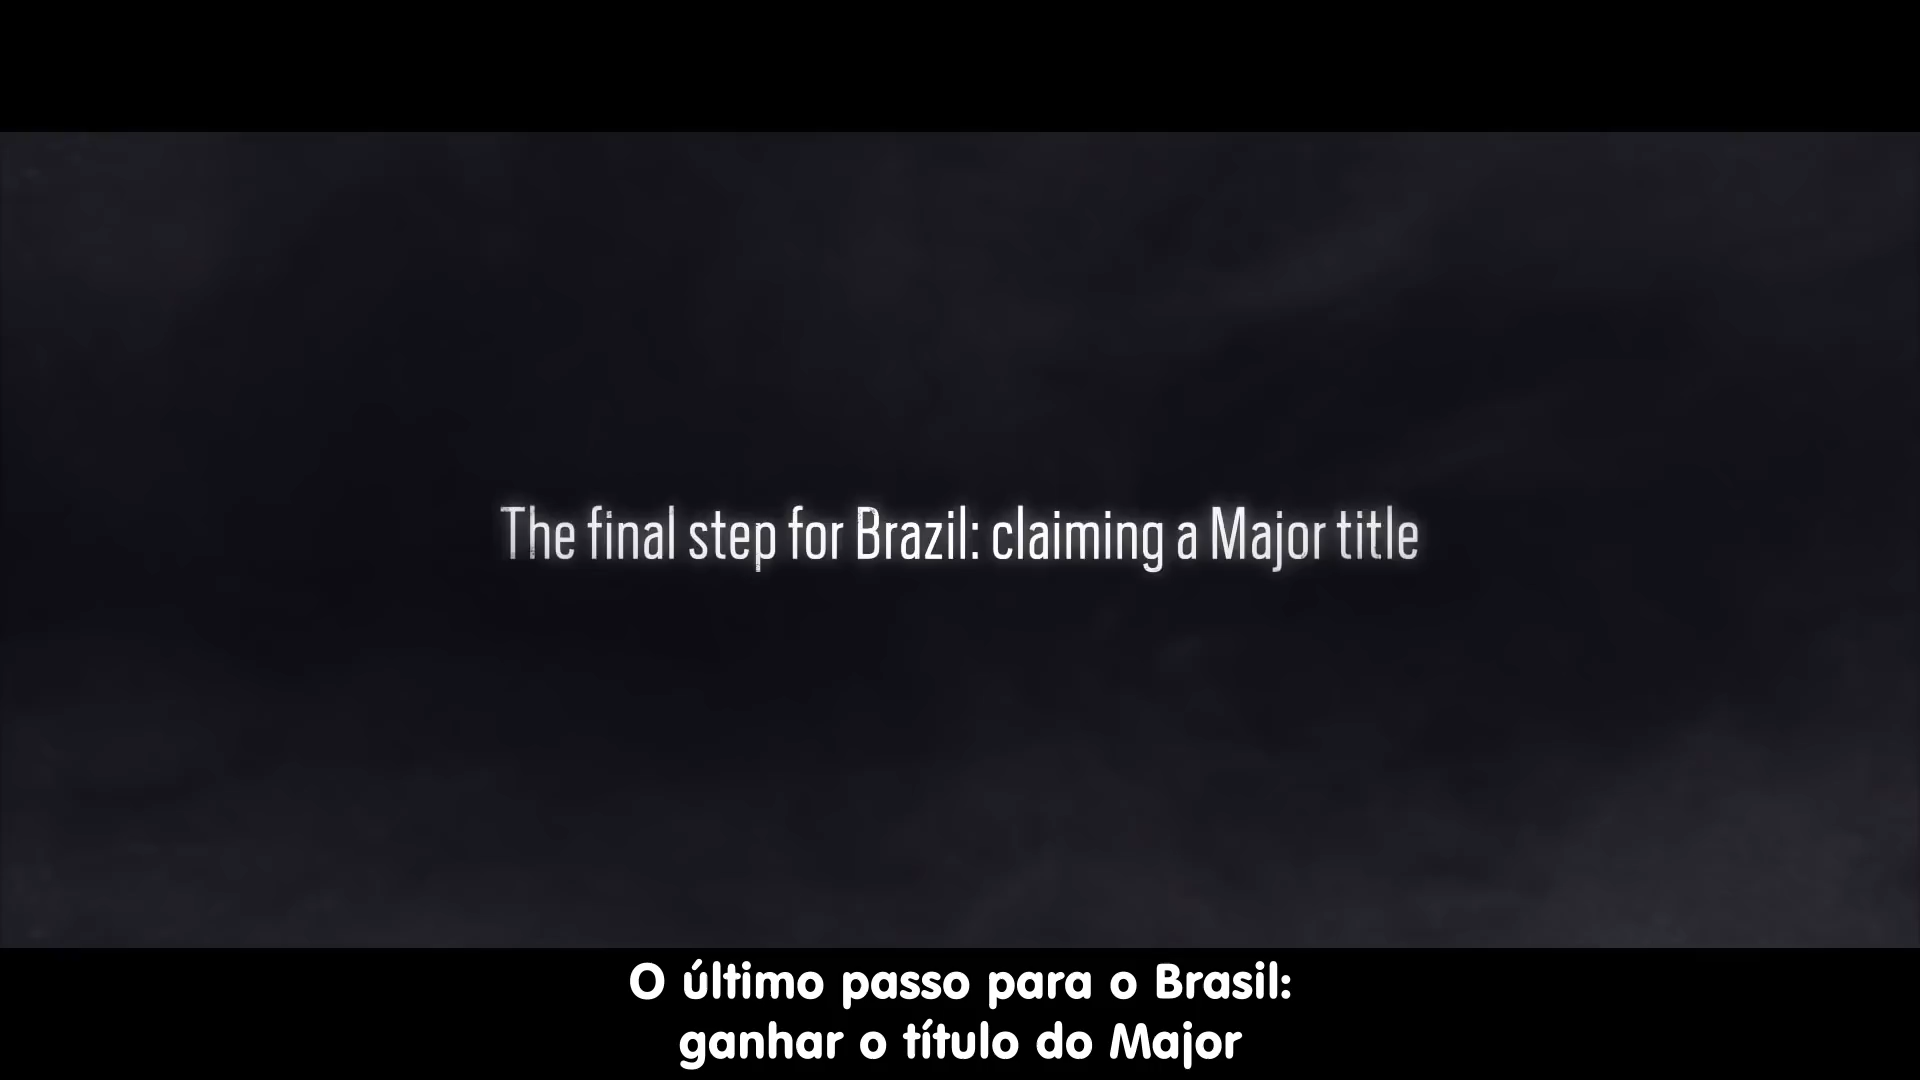 The final step for Brazil: claiming a Major title
O último passo para o Brasil:
ganhar o título do Major